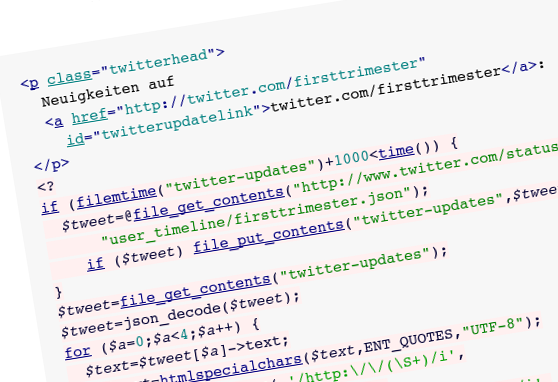 <p class="twitterhead">
Neuigkeiten auf
<a href="http://twitter.com/firsttrimester"
id="twitterupdatelink">twitter.com/firsttrimester</a>:
</p>
<?
if (filemtime("twitter-updates")+1000<time()) {
$tweet=@file_get_contents("http://www.twitter.com/status
"user_timeline/firsttrimester.json");
if ($tweet) file_put_contents("twitter-updates",$twee
}
$tweet=file_get_contents("twitter-updates");
$tweet=json_decode($tweet);
for ($a=0;$a<4;$a++) {
$text=$tweet[$a]->text;
=htmlspecialchars($text,ENT_QUOTES,"UTF-8");
'/http:\/\/(\S+)/i',